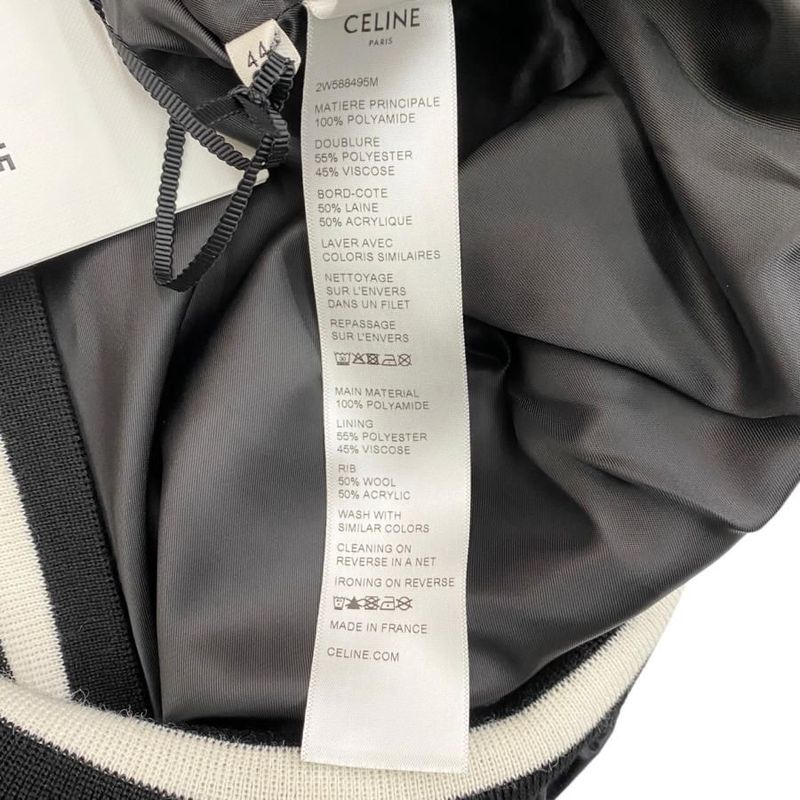 CELINE
PARIS
44
2W588495M
MATIERE PRINCIPALE
100% POLYAMIDE
DOUBLURE
55% POLYESTER
45% VISCOSE
BORD-COTE
50% LAINE
50% ACRYLIQUE
LAVER AVEC
COLORIS SIMILAIRES
NETTOYAGE
SUR L'ENVERS
DANS UN FILET
REPASSAGE
SUR L'ENVERS
MAIN MATERIAL
100% POLYAMIDE
LINING
55% POLYESTER
45% VISCOSE
RIB
50% WOOL
50% ACRYLIC
WASH WITH
SIMILAR COLORS
CLEANING ON
REVERSE IN A NET
IRONING ON REVERSE
MADE IN FRANCE
CELINE.COM